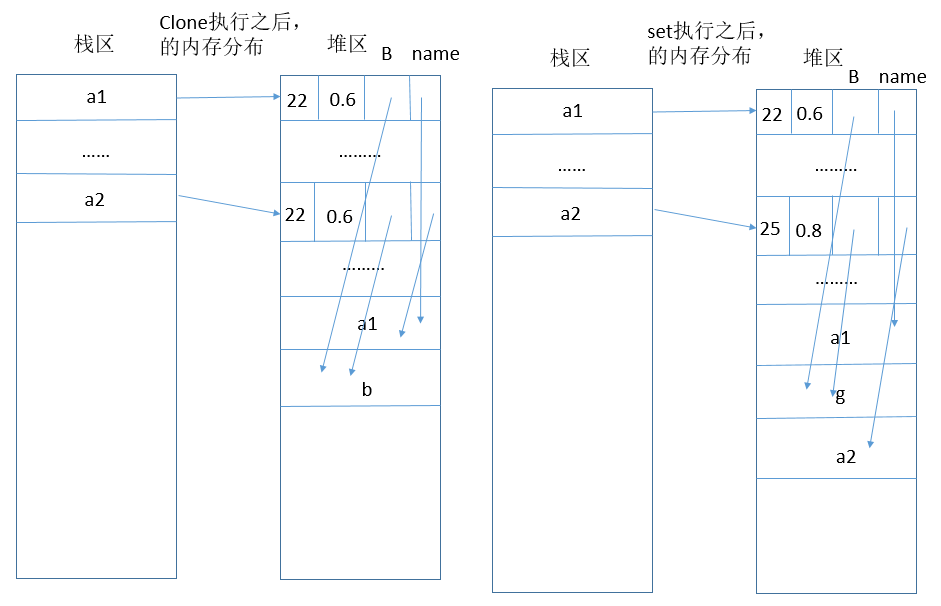 Clone执行之后，
的内存分布
栈区
堆区
B
name
a1
22
0.6
……
………
a2
22
0.6
………
a1
b
set执行之后，
的内存分布
栈区
堆区
B
name
a1
22
0.6
……
………
a2
25
0.8
………
a1
g
a2